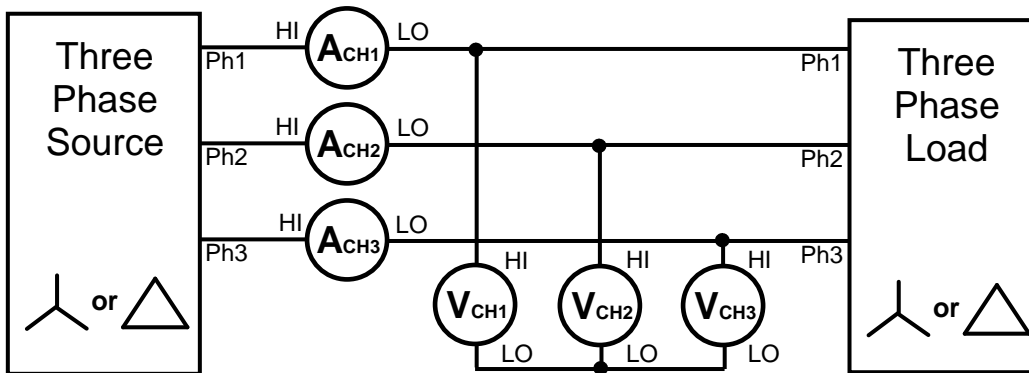 Three
Phase
Source
Ph1
Ph2
Ph3
or
HI
ACH1
LO
HI
ACH2
LO
HI
ACH3
LO
HI
VCH1
LO
HI
VCH2
LO
HI
VCH3
LO
Ph1
Ph2
Ph3
Three
Phase
Load
or